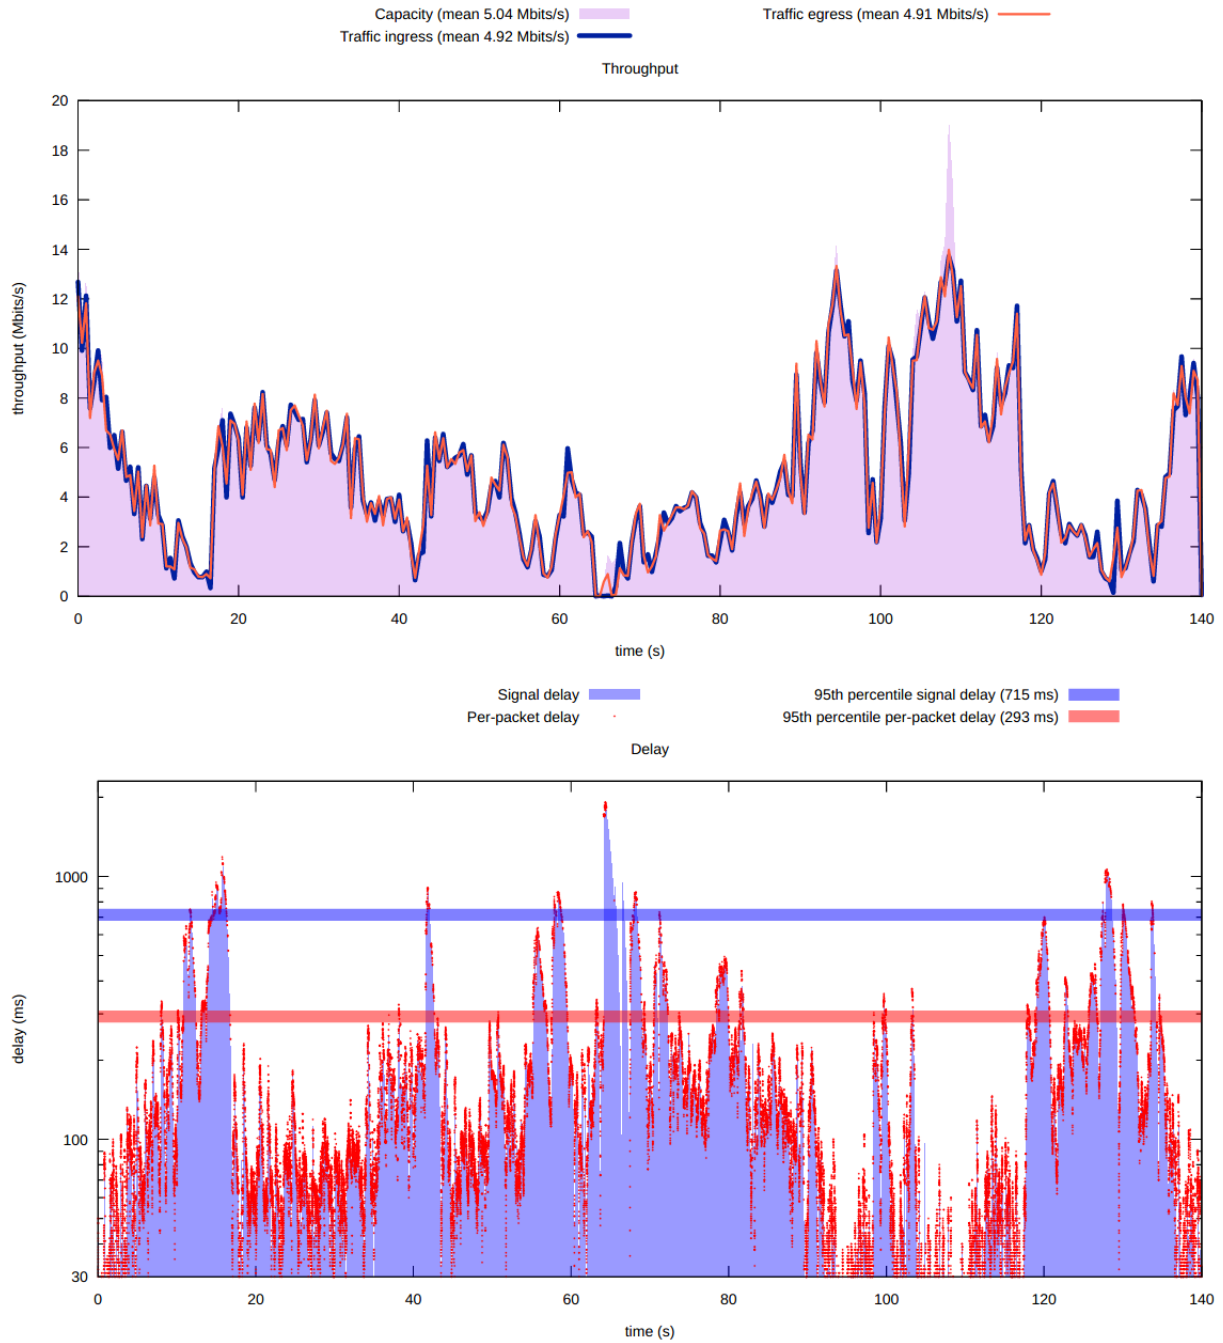 Capacity (mean 5.04 Mbits/s)
Traffic egress (mean 4.91 Mbits/s)
Traffic ingress (mean 4.92 Mbits/s)
Throughput
throughput (Mbits/s)
20
18
16
14
12
10
8
6
4
2
0
0 20 40 60 80 100 120 140
time (s)
Signal delay
95th percentile signal delay (715 ms)
Per-packet delay
95th percentile per-packet delay (293 ms)
Delay
delay (ms)
1000
100
30
0 20 40 60 80 100 120 140
time (s)